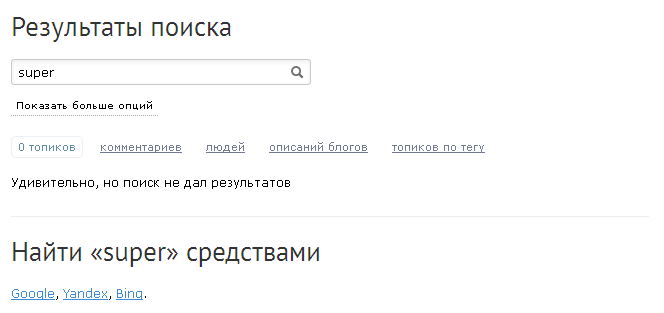 Результаты поиска
super
Показать больше опций
0 топиков комментариев людей описаний блогов топиков по тегу
Удивительно, но поиск не дал результатов
Найти «super» средствами
Google, Yandex, Bing.